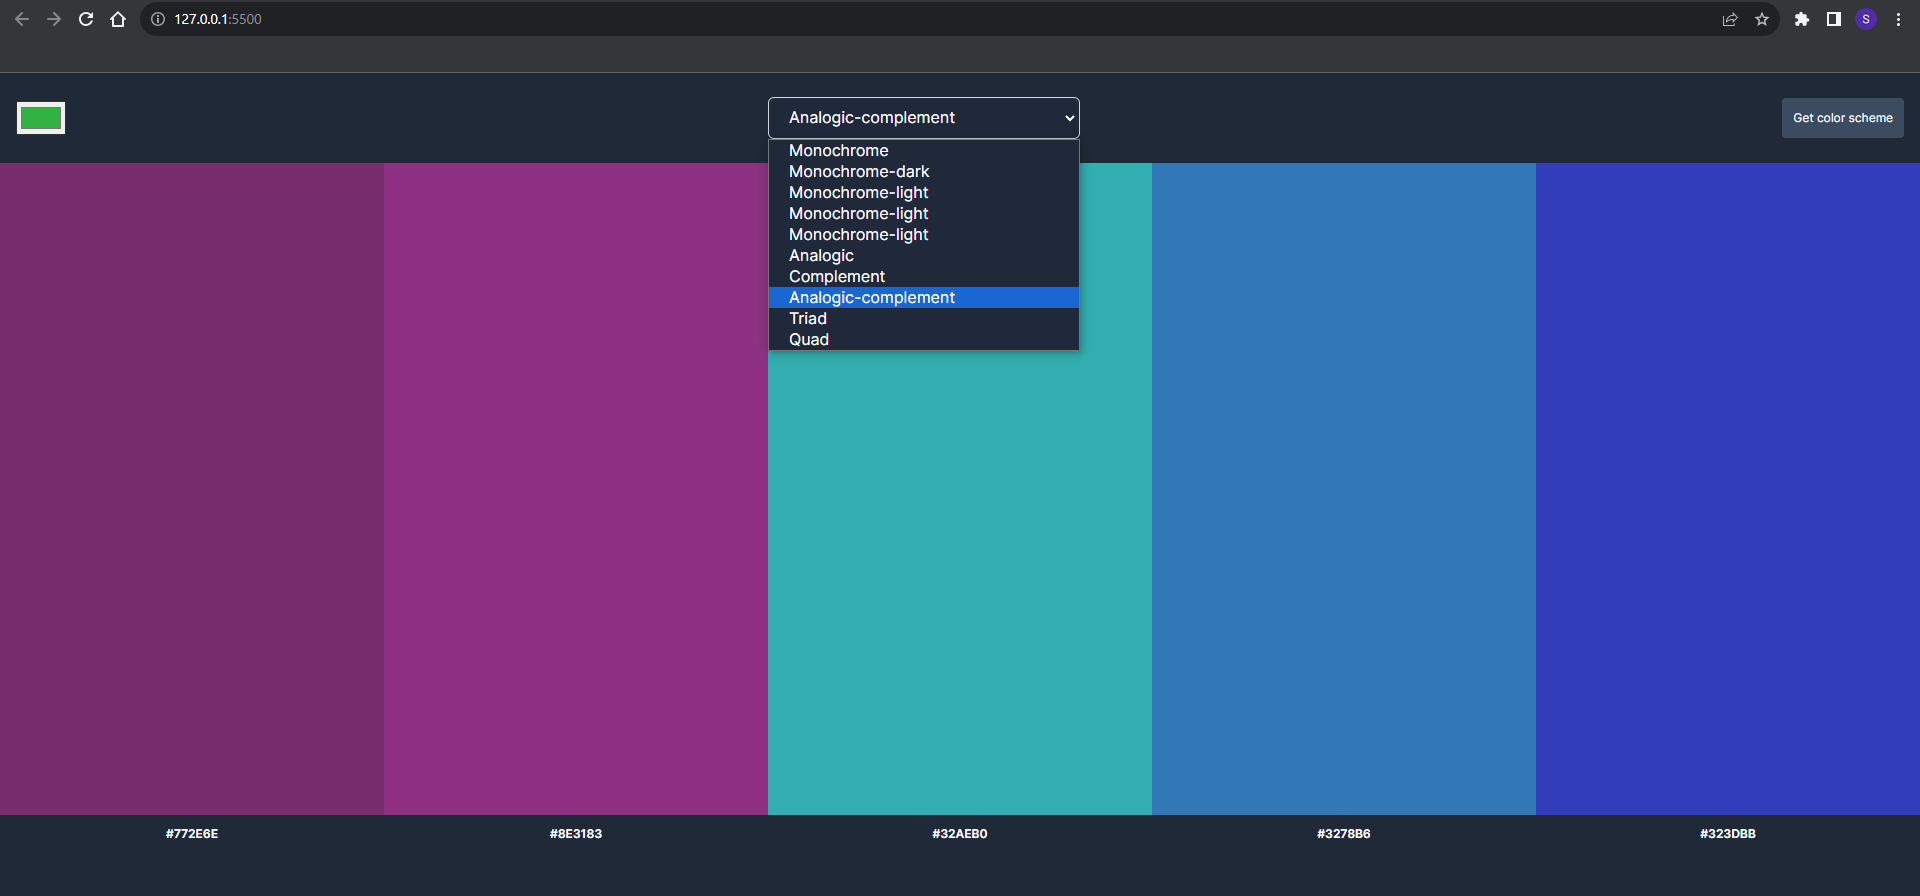 127.0.0.1:5500
S
Analogic-complement
Get color scheme
Monochrome
Monochrome-dark
Monochrome-light
Monochrome-light
Monochrome-light
Analogic
Complement
Analogic-complement
Triad
Quad
#772E6E
#8E3183
#32AEB0
#3278B6
#323DBB